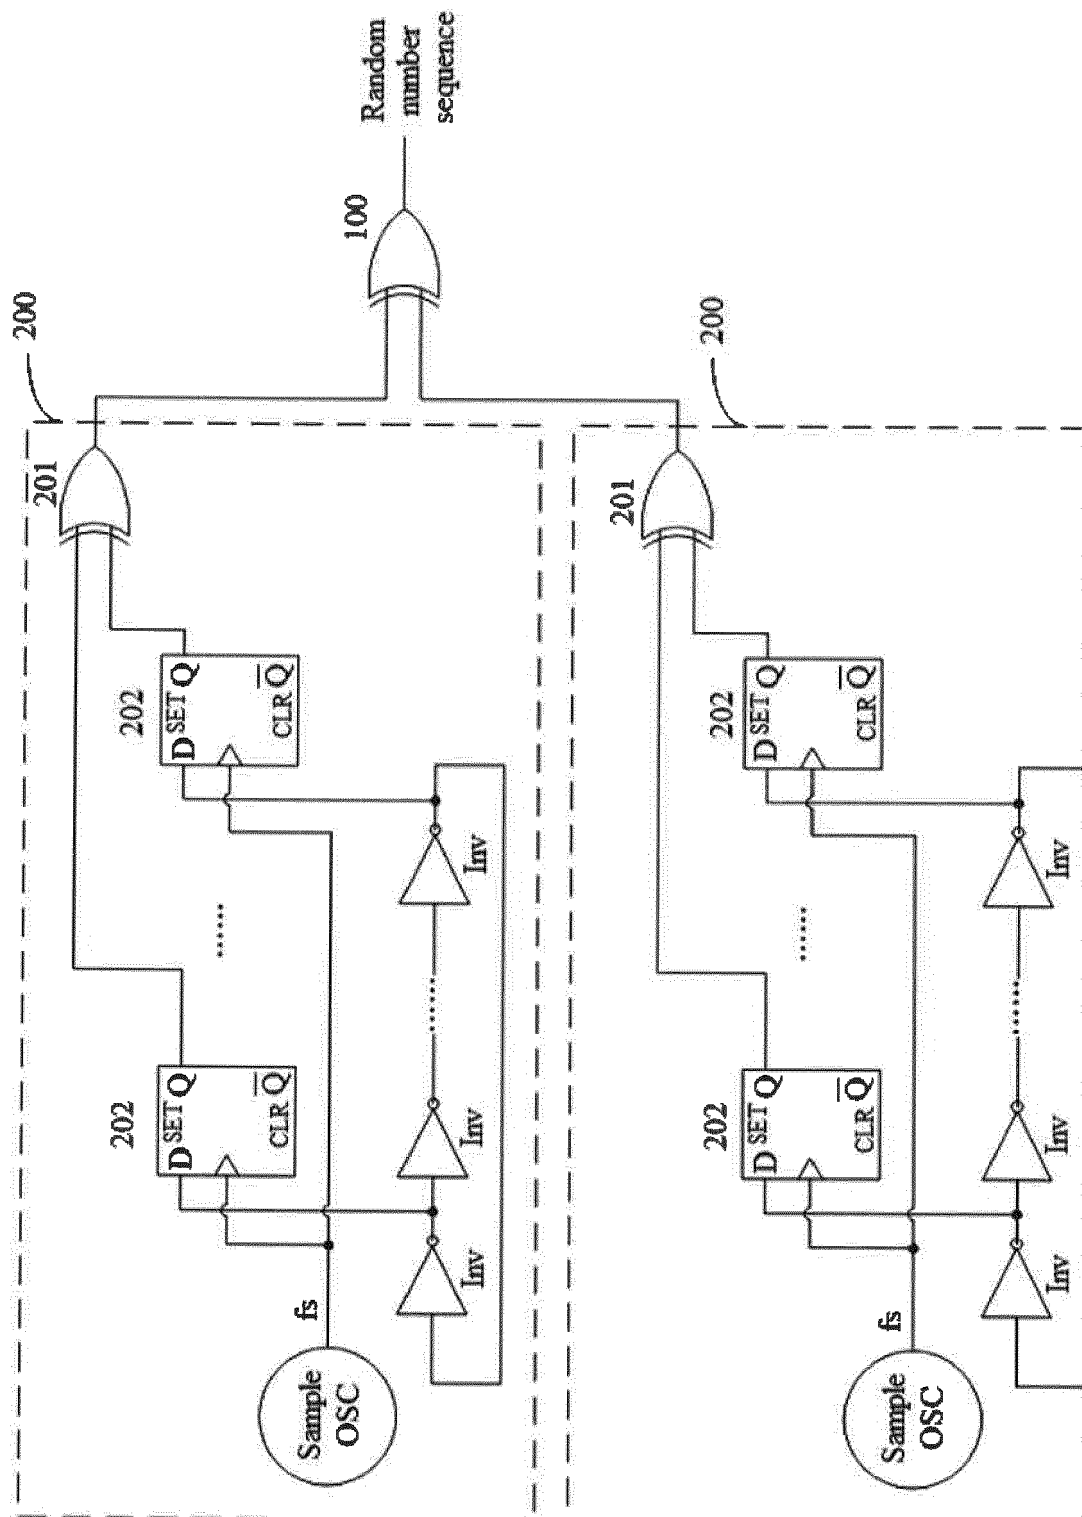 Random
number
sequence
100
200
201
202
D SET Q
CLR Q̅
202
D SET Q
CLR Q̅
......
Inv
Inv
......
Inv
fs
Sample
OSC
200
201
202
D SET Q
CLR Q̅
202
D SET Q
CLR Q̅
......
Inv
Inv
......
Inv
fs
Sample
OSC